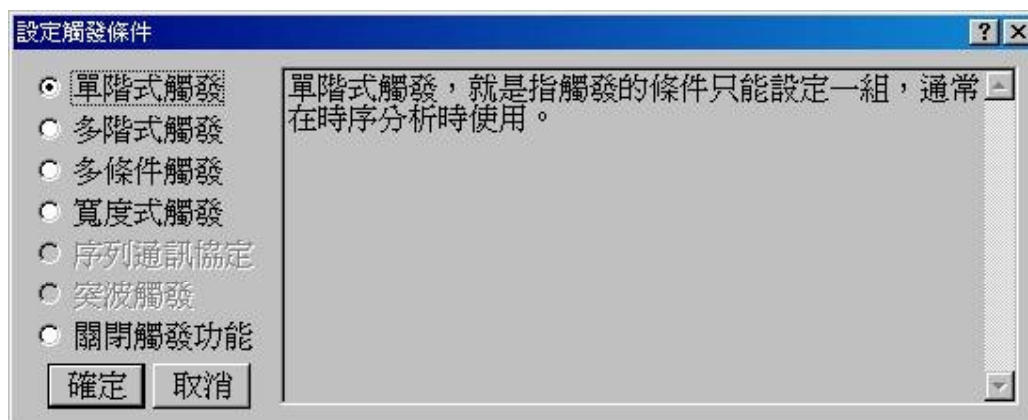 設定觸發條件
單階式觸發
多階式觸發
多條件觸發
寬度式觸發
序列通訊協定
突波觸發
關閉觸發功能
確定 取消
單階式觸發，就是指觸發的條件只能設定一組，通常
在時序分析時使用。